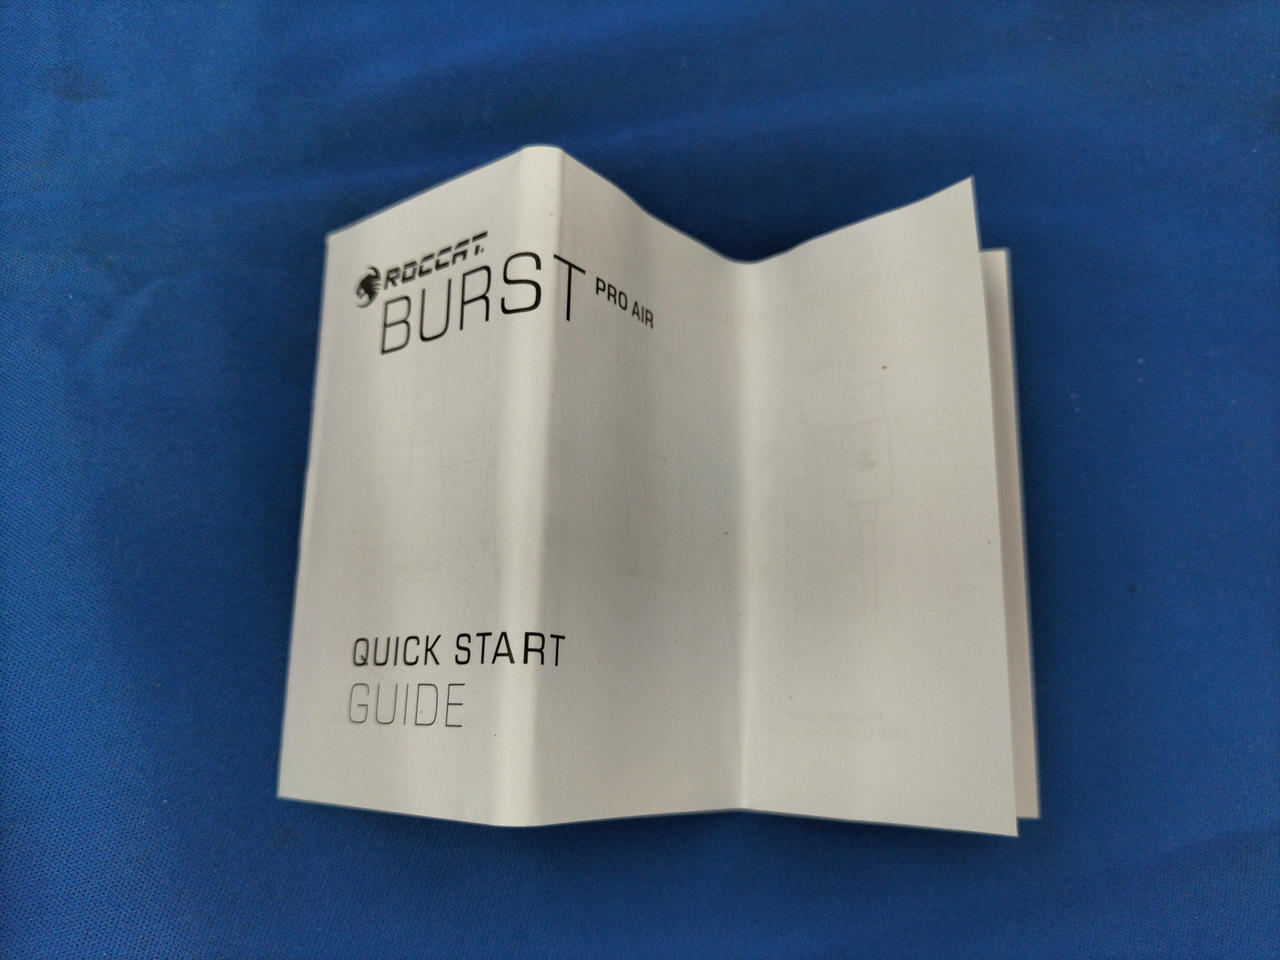 ROCCAT
BURST PRO AIR
QUICK START
GUIDE